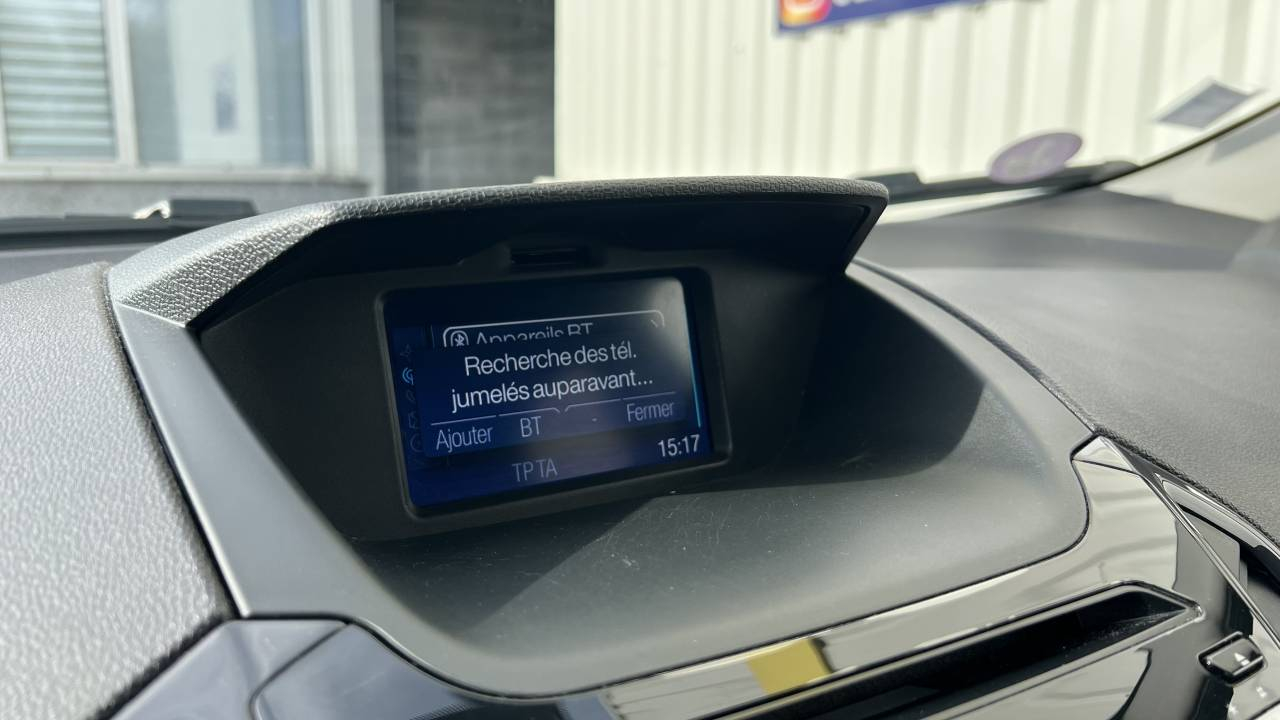 Appareils BT
Recherche des tél.
jumelés auparavant...
Ajouter BT - Fermer
15:17
TP TA